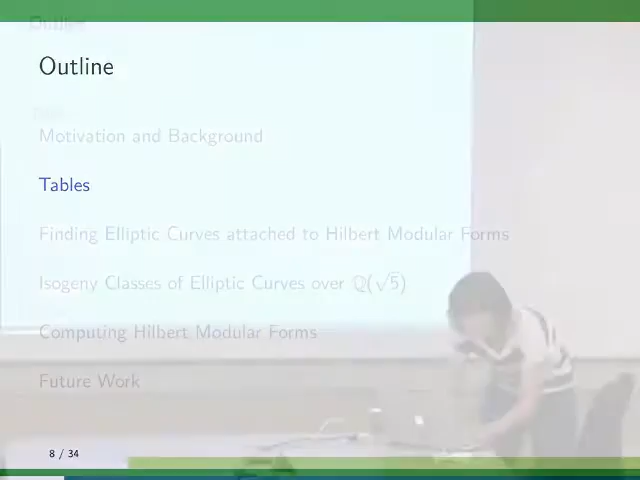 Outline
Motivation and Background
Tables
Finding Elliptic Curves attached to Hilbert Modular Forms
Isogeny Classes of Elliptic Curves over ℚ(√5)
Computing Hilbert Modular Forms
Future Work
8 / 34